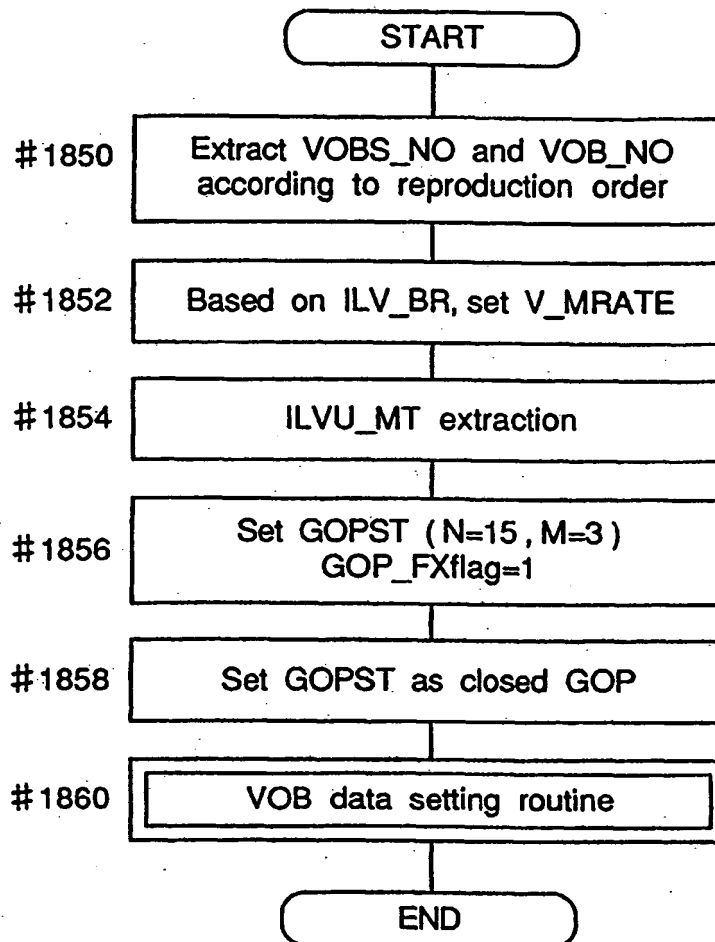 START
#1850
Extract VOBS_NO and VOB_NO
according to reproduction order
#1852
Based on ILV_BR, set V_MRATE
#1854
ILVU_MT extraction
#1856
Set GOPST (N=15, M=3)
GOP_FXflag=1
#1858
Set GOPST as closed GOP
#1860
VOB data setting routine
END